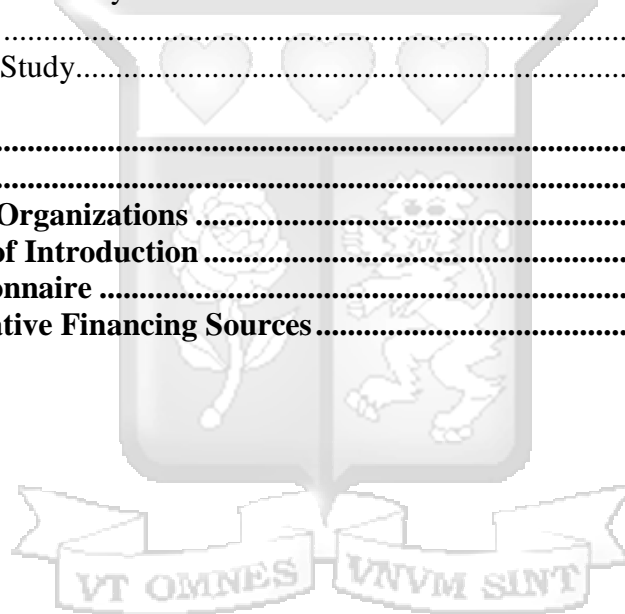 ....................................................................
Study....................................................................
....................................................................
....................................................................
Organizations ....................................................................
of Introduction ....................................................................
onnaire ....................................................................
ative Financing Sources ....................................................................
VT OMNES VNVM SINT